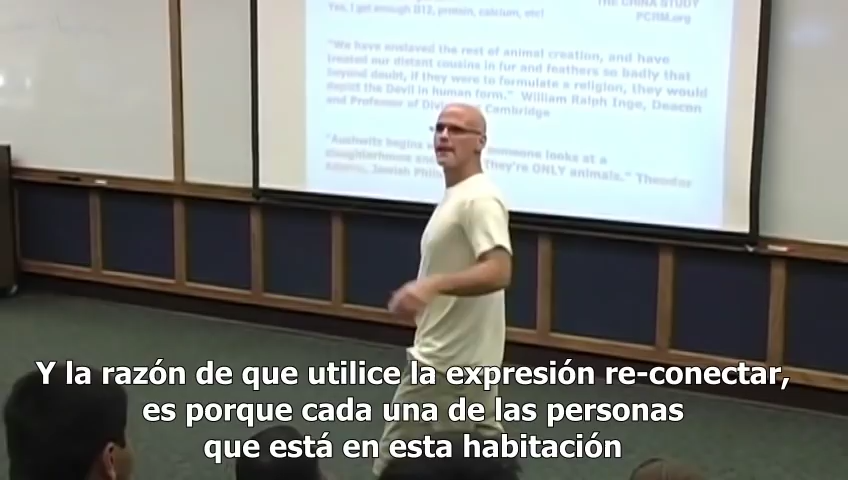 THE CHINA STUDY
Yes, I get enough B12, protein, calcium, etc!
PCRM.org
"We have enslaved the rest of animal creation, and have
treated our distant cousins in fur and feathers so badly that
beyond doubt, if they were to formulate a religion, they would
depict the Devil in human form." William Ralph Inge, Deacon
and Professor of Cambridge
"Auschwitz begins someone looks at a
slaughterhouse and They're ONLY animals." Theodor
Jewish
Y la razón de que utilice la expresión re-conectar,
es porque cada una de las personas
que está en esta habitación